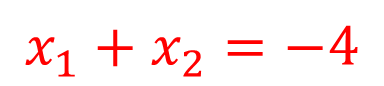 x₁ + x₂ = −4